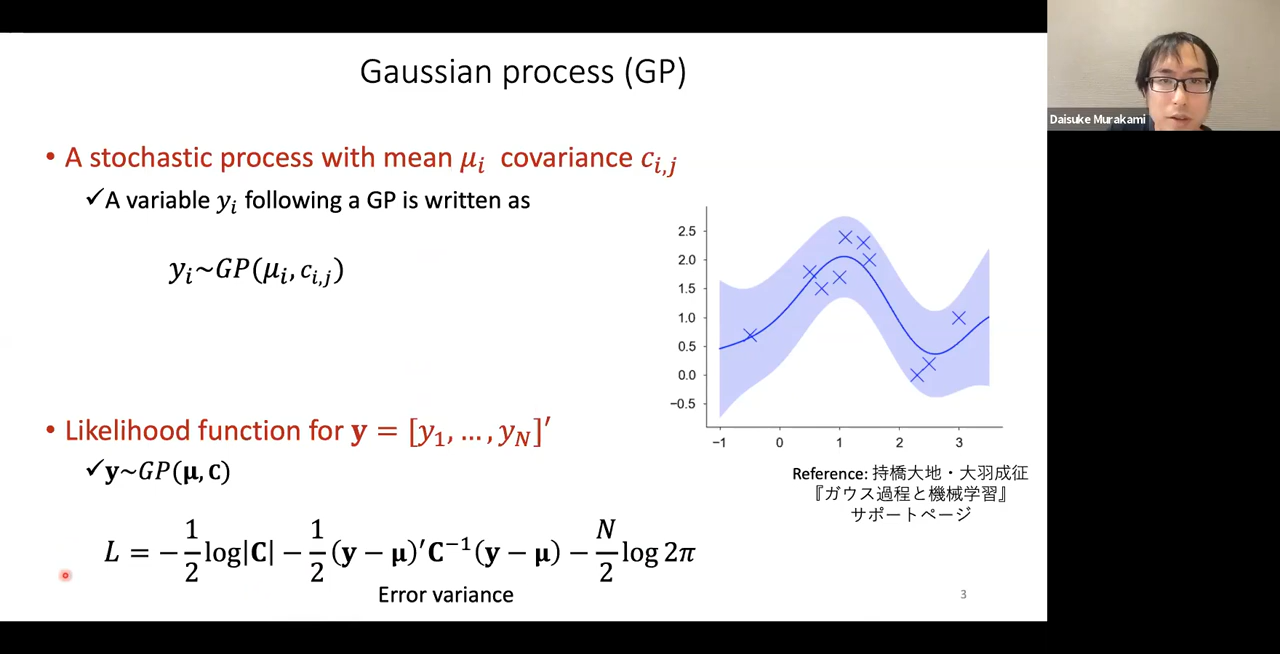 Gaussian process (GP)
• A stochastic process with mean μᵢ covariance cᵢ,ⱼ
✓A variable yᵢ following a GP is written as
yᵢ~GP(μᵢ, cᵢ,ⱼ)
2.5
2.0
1.5
1.0
0.5
0.0
−0.5
−1 0 1 2 3
Reference: 持橋大地・大羽成征
『ガウス過程と機械学習』
サポートページ
• Likelihood function for 𝐲 = [y₁, … , y_N]′
✓𝐲~GP(𝛍, 𝐂)
L = −1/2 log|𝐂| − 1/2 (𝐲 − 𝛍)′𝐂⁻¹(𝐲 − 𝛍) − N/2 log 2π
Error variance
3
Daisuke Murakami